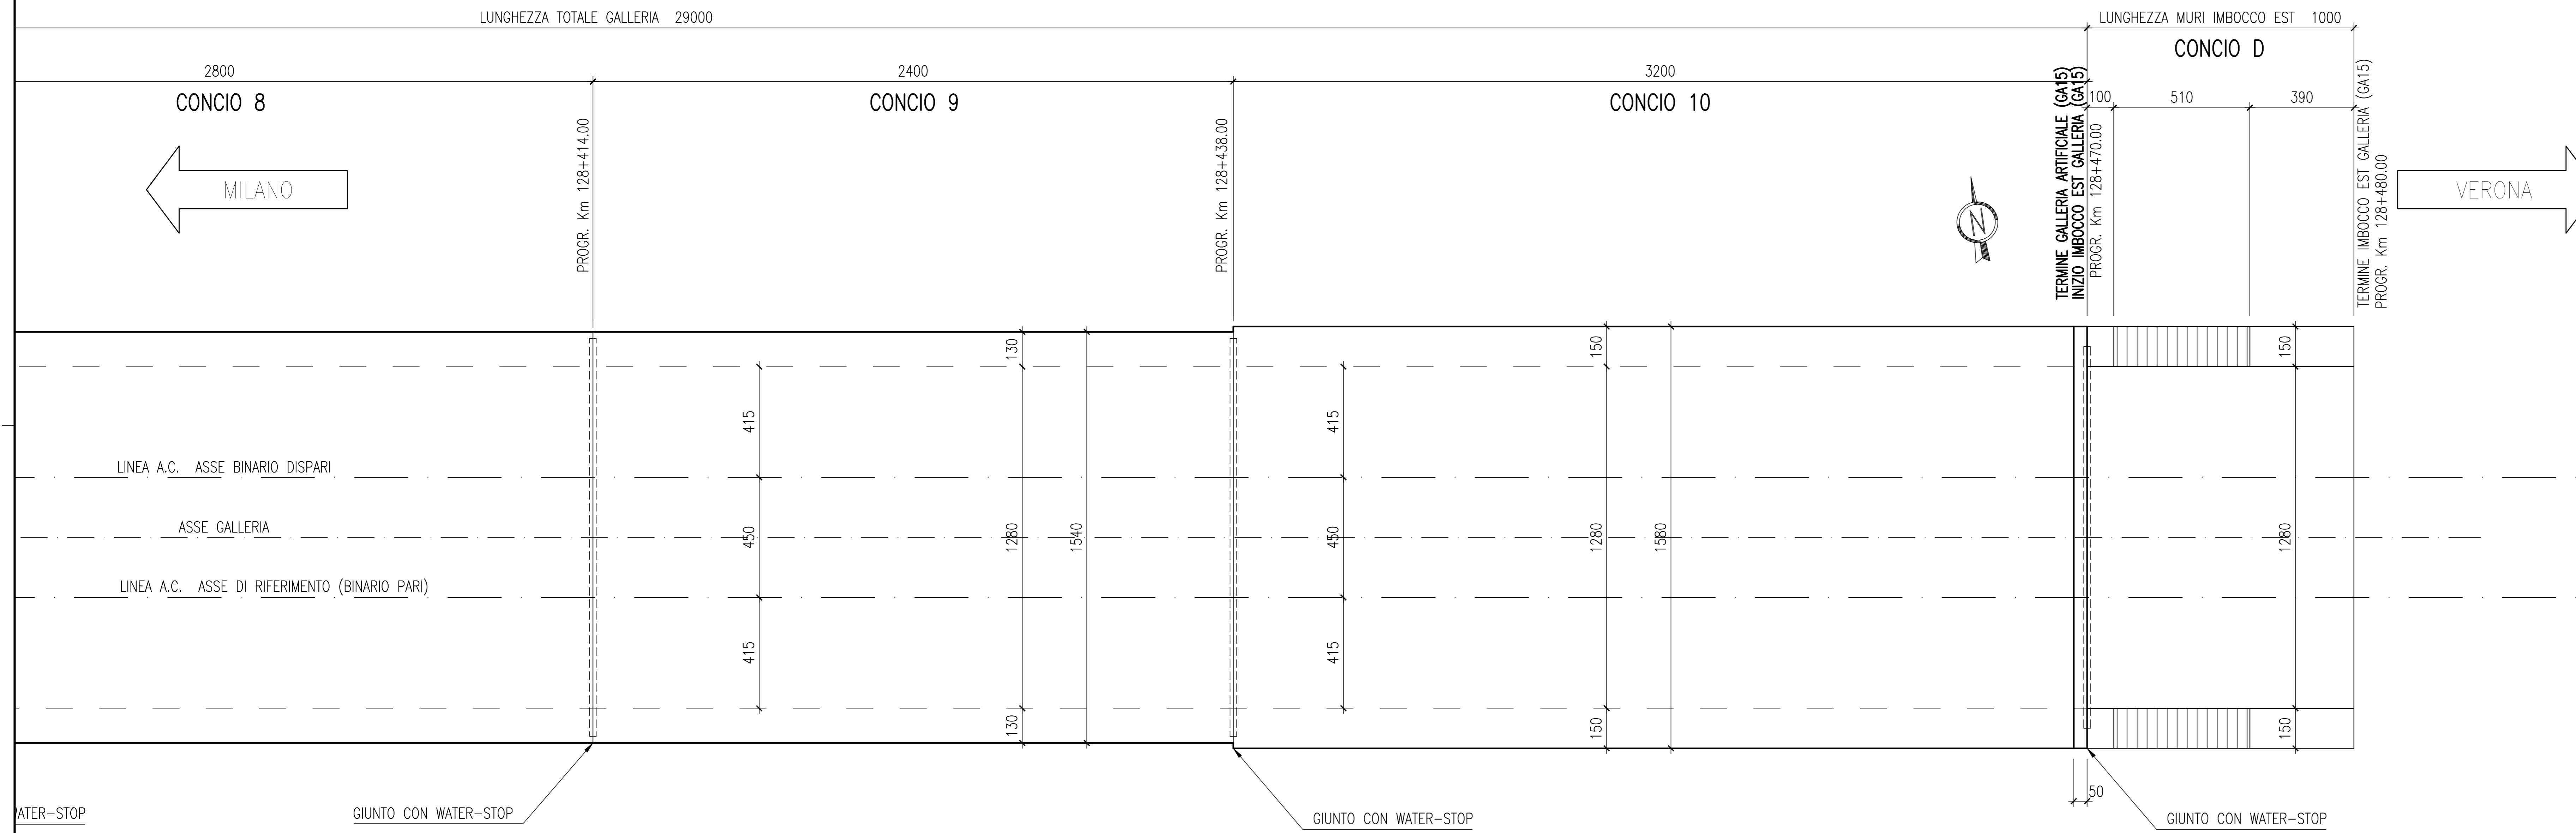 LUNGHEZZA TOTALE GALLERIA 29000
LUNGHEZZA MURI IMBOCCO EST 1000
CONCIO D
2800
2400
3200
CONCIO 8
CONCIO 9
CONCIO 10
100
510
390
PROGR. Km 128+414.00
PROGR. Km 128+438.00
TERMINE GALLERIA ARTIFICIALE (GA15)
INIZIO IMBOCCO EST GALLERIA (GA15)
PROGR. Km 128+470.00
TERMINE IMBOCCO EST GALLERIA (GA15)
PROGR. Km 128+480.00
MILANO
N
VERONA
130
150
150
415
415
LINEA A.C. ASSE BINARIO DISPARI
ASSE GALLERIA
450
1280
1540
450
1280
1580
1280
LINEA A.C. ASSE DI RIFERIMENTO (BINARIO PARI)
415
415
130
150
150
50
WATER-STOP
GIUNTO CON WATER-STOP
GIUNTO CON WATER-STOP
GIUNTO CON WATER-STOP